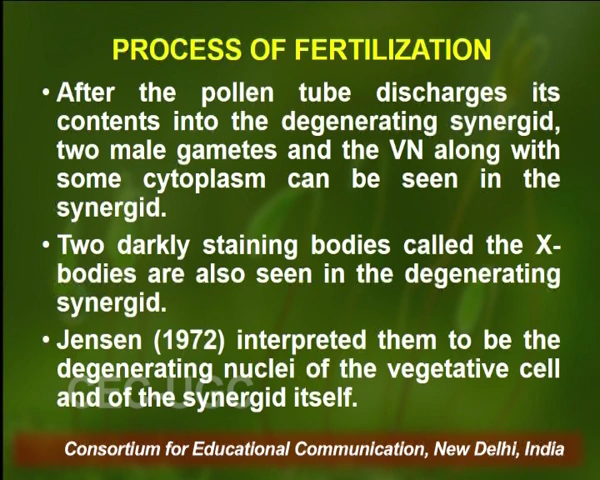 PROCESS OF FERTILIZATION
• After the pollen tube discharges its
contents into the degenerating synergid,
two male gametes and the VN along with
some cytoplasm can be seen in the
synergid.
• Two darkly staining bodies called the X-
bodies are also seen in the degenerating
synergid.
• Jensen (1972) interpreted them to be the
degenerating nuclei of the vegetative cell
and of the synergid itself.
CEC UGC
Consortium for Educational Communication, New Delhi, India